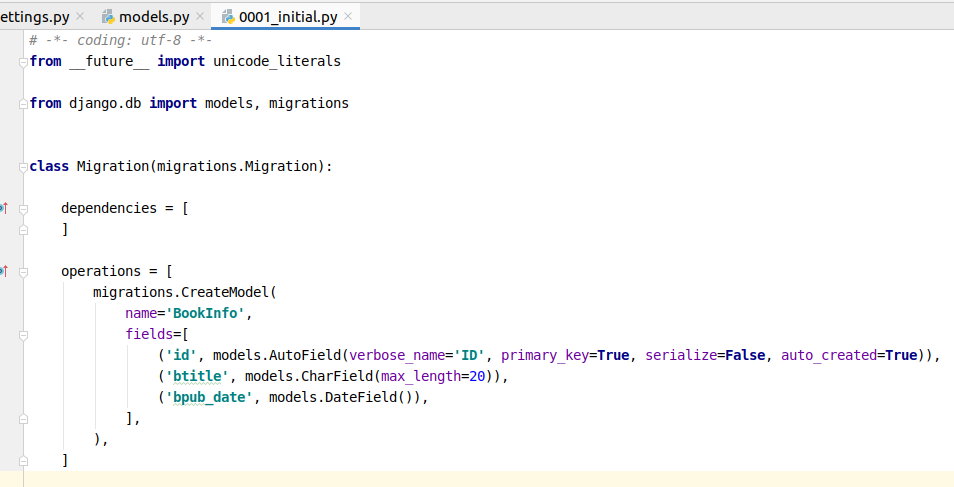 ettings.py models.py 0001_initial.py
# -*- coding: utf-8 -*-
from __future__ import unicode_literals
from django.db import models, migrations
class Migration(migrations.Migration):
dependencies = [
]
operations = [
migrations.CreateModel(
name='BookInfo',
fields=[
('id', models.AutoField(verbose_name='ID', primary_key=True, serialize=False, auto_created=True)),
('btitle', models.CharField(max_length=20)),
('bpub_date', models.DateField()),
],
),
]